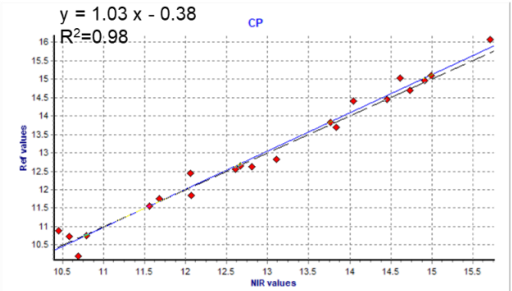 y = 1.03 x - 0.38
R²=0.98
CP
Ref values
16
15.5
15
14.5
14
13.5
13
12.5
12
11.5
11
10.5
10.5 11 11.5 12 12.5 13 13.5 14 14.5 15 15.5
NIR values